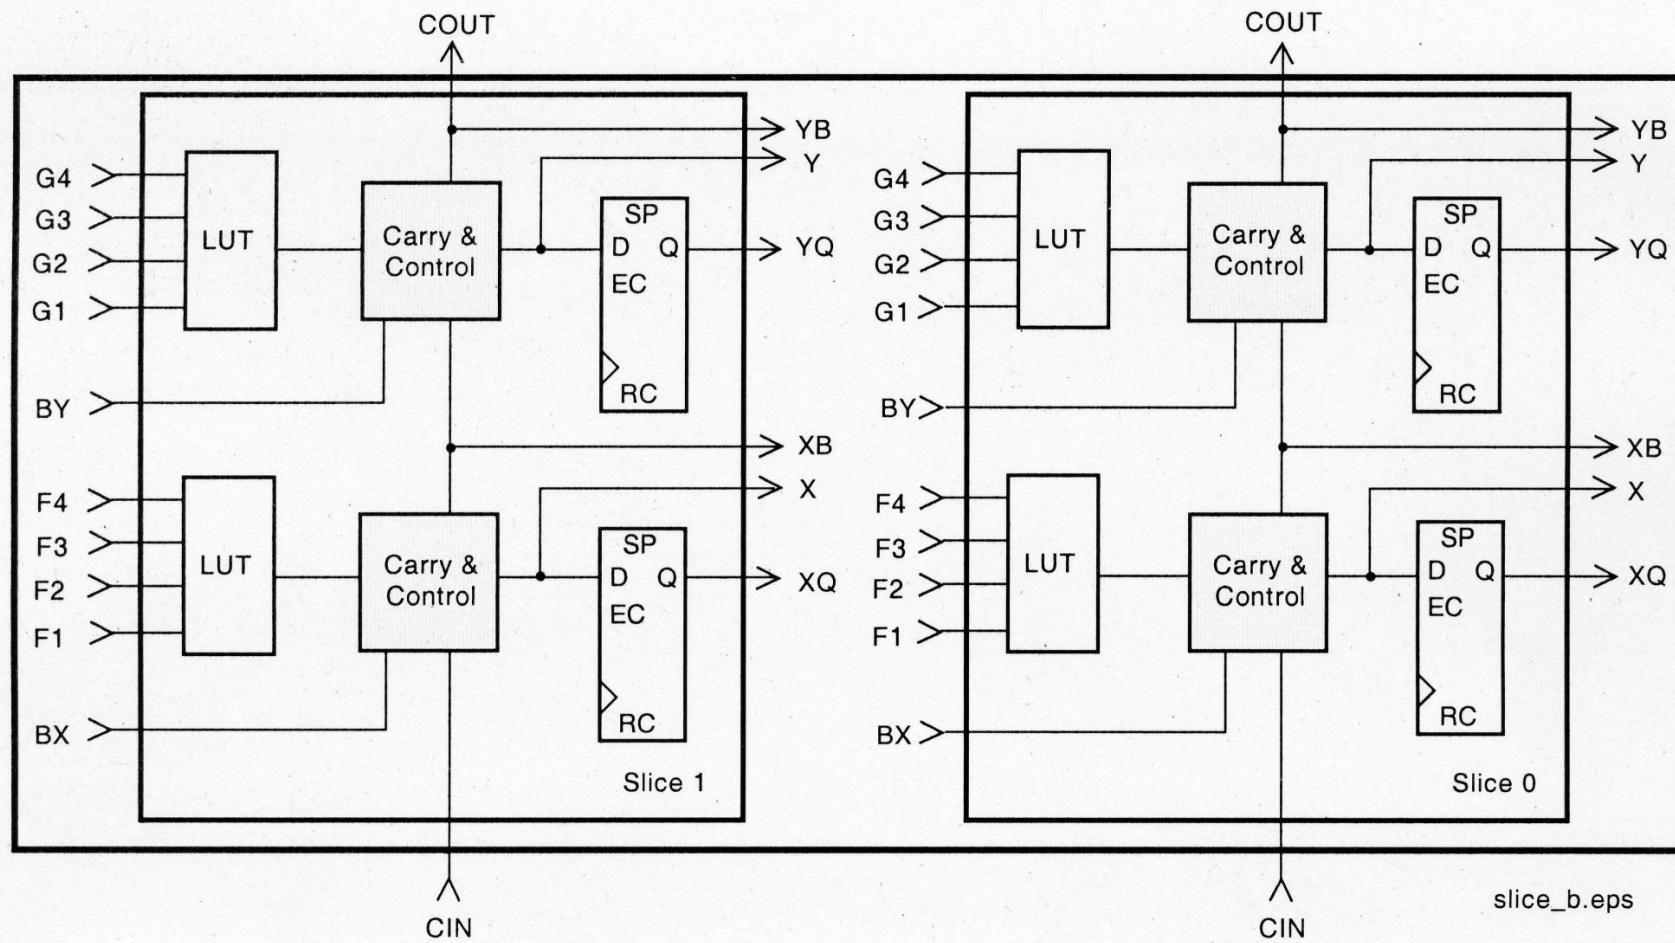 COUT
COUT
YB
Y
G4
G3
G2
G1
LUT
Carry &
Control
SP
D Q
EC
RC
YQ
BY
XB
X
F4
F3
F2
F1
LUT
Carry &
Control
SP
D Q
EC
RC
XQ
BX
Slice 1
CIN
YB
Y
G4
G3
G2
G1
LUT
Carry &
Control
SP
D Q
EC
RC
YQ
BY
XB
X
F4
F3
F2
F1
LUT
Carry &
Control
SP
D Q
EC
RC
XQ
BX
Slice 0
CIN
slice_b.eps